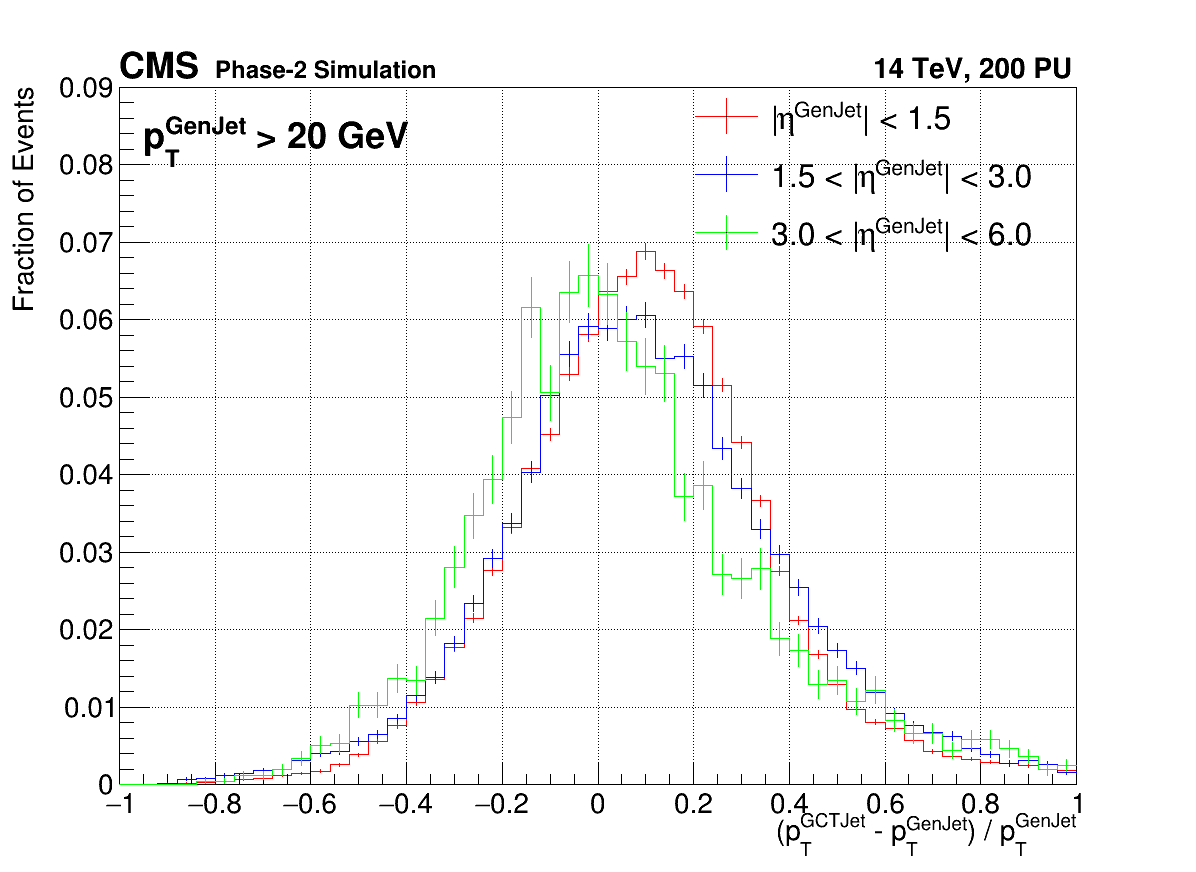 CMS Phase-2 Simulation 14 TeV, 200 PU
Fraction of Events
p_T^GenJet > 20 GeV
|η^GenJet| < 1.5
1.5 < |η^GenJet| < 3.0
3.0 < |η^GenJet| < 6.0
0.09
0.08
0.07
0.06
0.05
0.04
0.03
0.02
0.01
0
−1 −0.8 −0.6 −0.4 −0.2 0 0.2 0.4 0.6 0.8 1
(p_T^GCTJet - p_T^GenJet) / p_T^GenJet